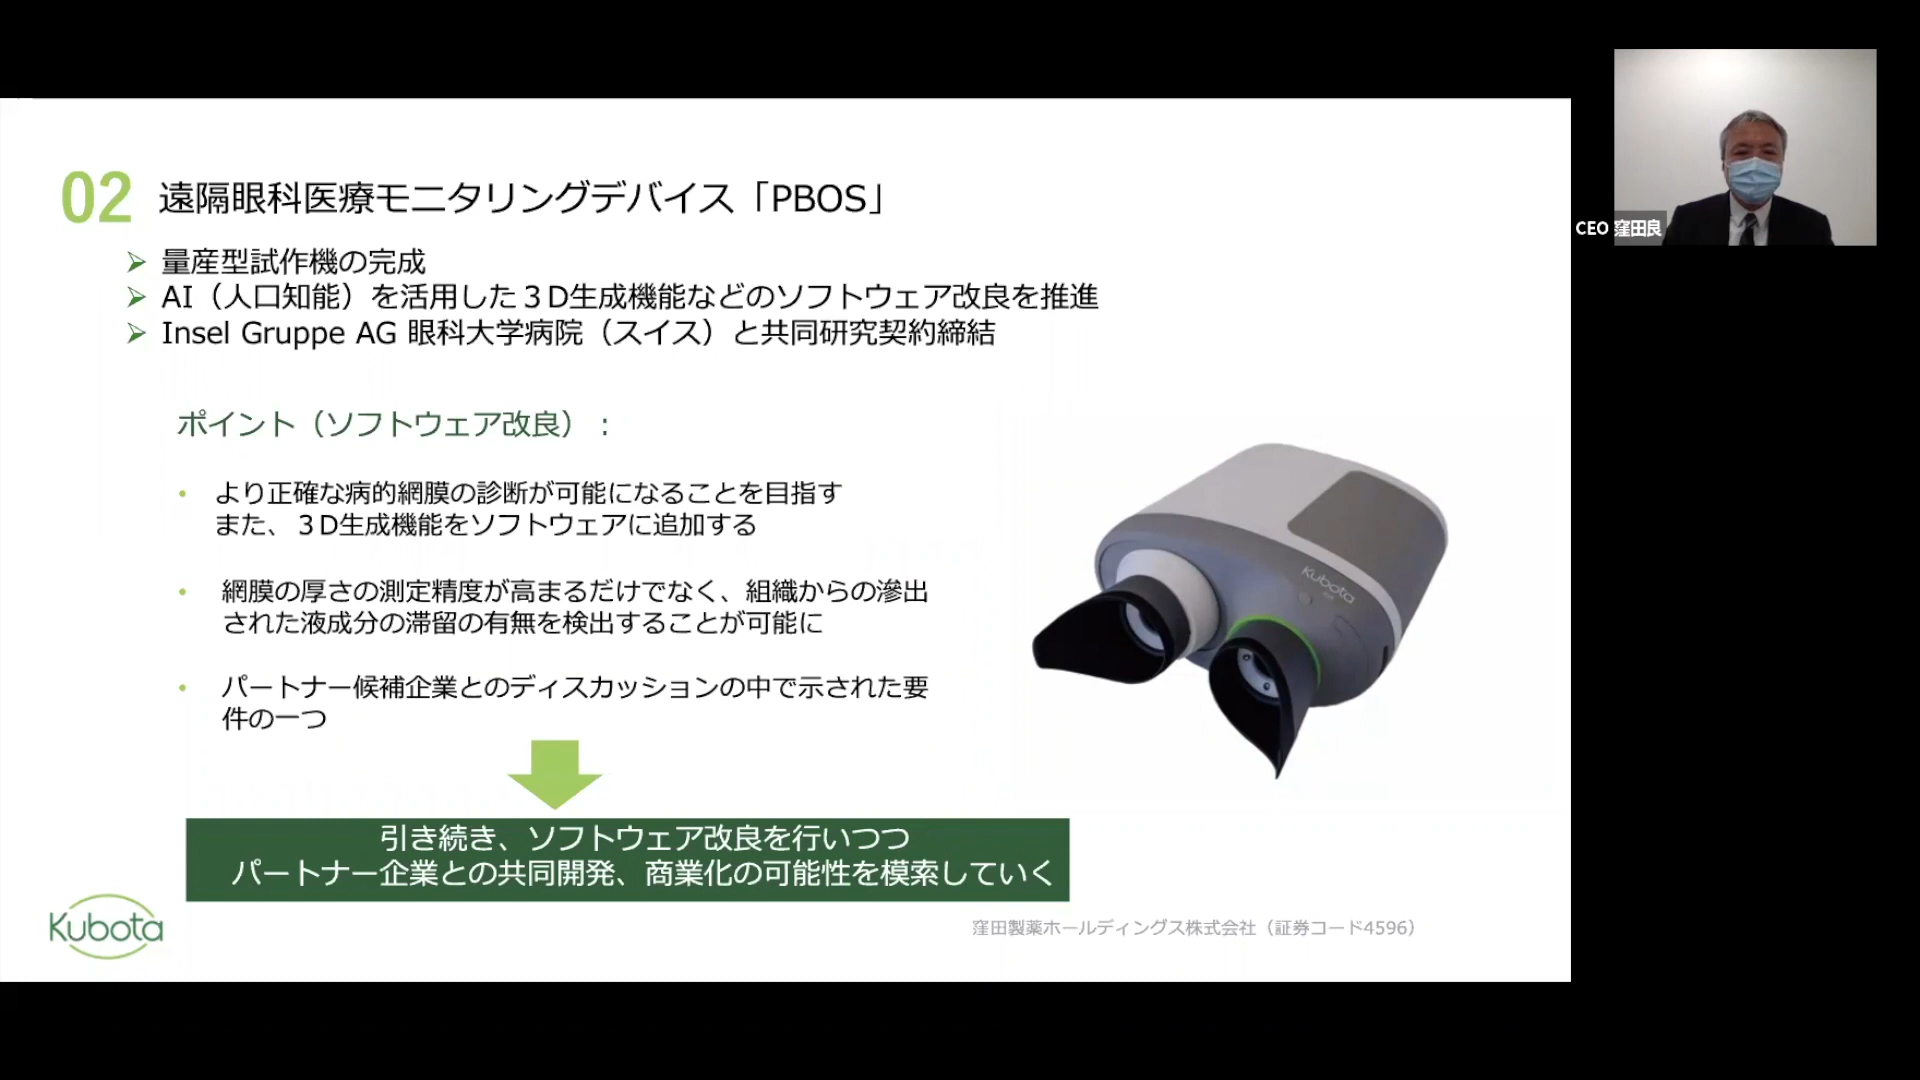 02 遠隔眼科医療モニタリングデバイス「PBOS」
➢ 量産型試作機の完成
➢ AI（人口知能）を活用した３D生成機能などのソフトウェア改良を推進
➢ Insel Gruppe AG 眼科大学病院（スイス）と共同研究契約締結
ポイント（ソフトウェア改良）：
• より正確な病的網膜の診断が可能になることを目指す
また、３D生成機能をソフトウェアに追加する
• 網膜の厚さの測定精度が高まるだけでなく、組織からの滲出
された液成分の滞留の有無を検出することが可能に
• パートナー候補企業とのディスカッションの中で示された要
件の一つ
引き続き、ソフトウェア改良を行いつつ
パートナー企業との共同開発、商業化の可能性を模索していく
Kubota
Kubota
窪田製薬ホールディングス株式会社（証券コード4596）
CEO 窪田良